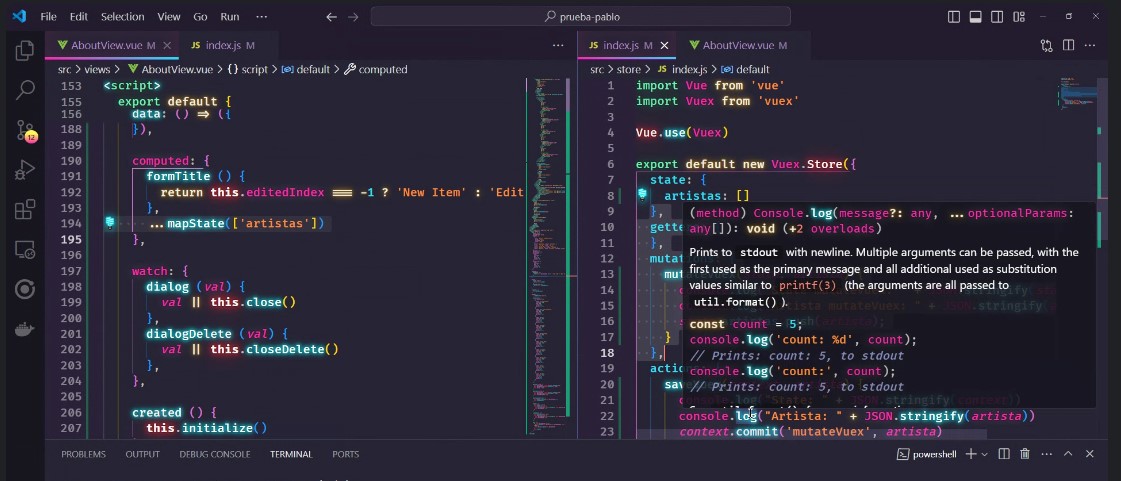 File Edit Selection View Go Run ··· prueba-pablo
AboutView.vue M
JS index.js M
src > views > AboutView.vue > {} script > default > computed
153 <script>
155 export default {
156 data: () => ({
188 }),
189
190 computed: {
191 formTitle () {
192 return this.editedIndex === -1 ? 'New Item' : 'Edit
193 },
194 ...mapState(['artistas'])
195 },
196
197 watch: {
198 dialog (val) {
199 val || this.close()
200 },
201 dialogDelete (val) {
202 val || this.closeDelete()
203 },
204 },
205
206 created () {
207 this.initialize()
JS index.js M
AboutView.vue M
src > store > JS index.js > default
1 import Vue from 'vue'
2 import Vuex from 'vuex'
3
4 Vue.use(Vuex)
5
6 export default new Vuex.Store({
7 state: {
8 artistas: []
9 },
10 gette
11 },
12 mutat
13 mut
14
15
16
17 }
18 },
19 actio
20 sav
21
22 console.log("Artista: " + JSON.stringify(artista))
23 context.commit('mutateVuex', artista)
(method) Console.log(message?: any, ...optionalParams:
any[]): void (+2 overloads)
Prints to stdout with newline. Multiple arguments can be passed, with the
first used as the primary message and all additional used as substitution
values similar to printf(3) (the arguments are all passed to
util.format()).
const count = 5;
console.log('count: %d', count);
// Prints: count: 5, to stdout
console.log('count:', count);
// Prints: count: 5, to stdout
12
PROBLEMS OUTPUT DEBUG CONSOLE TERMINAL PORTS
powershell